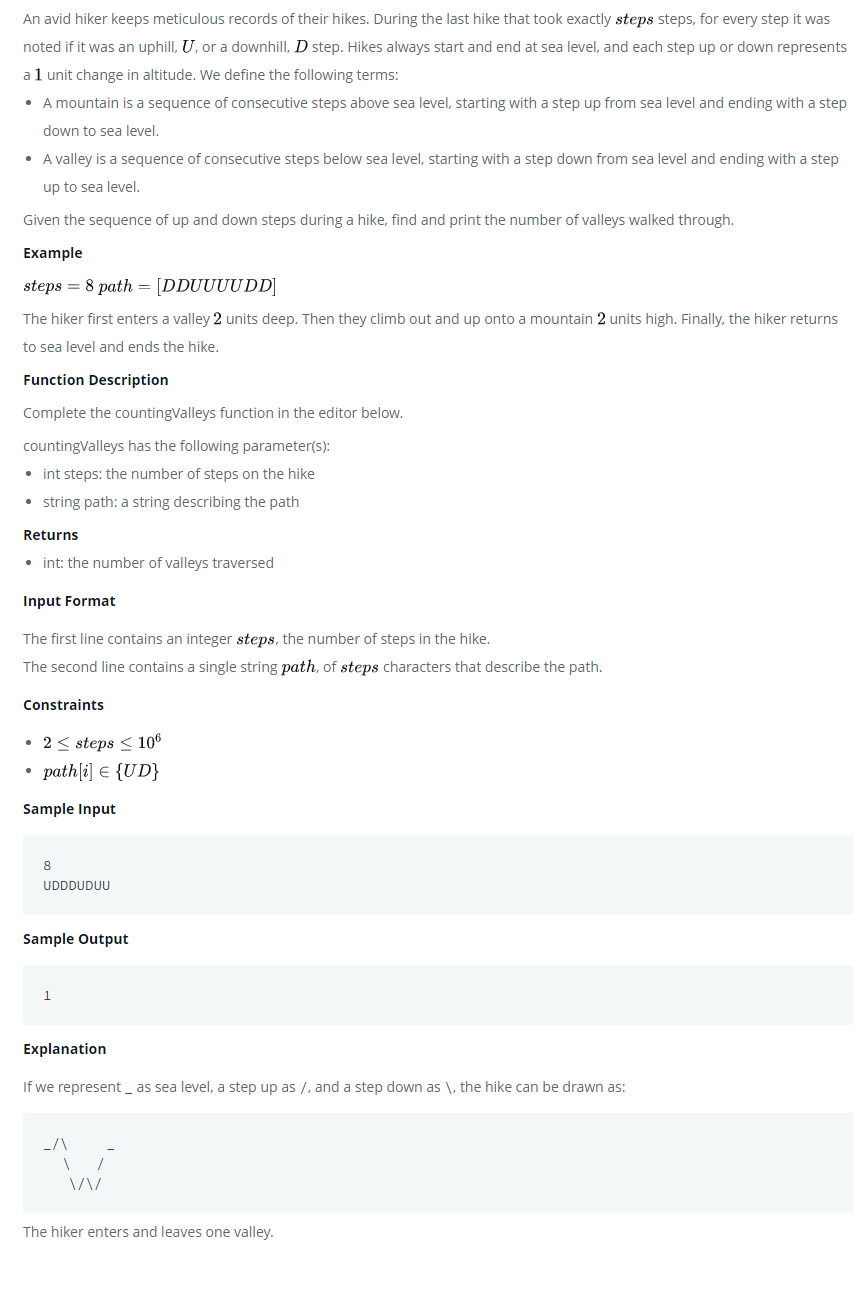 An avid hiker keeps meticulous records of their hikes. During the last hike that took exactly steps steps, for every step it was
noted if it was an uphill, U, or a downhill, D step. Hikes always start and end at sea level, and each step up or down represents
a 1 unit change in altitude. We define the following terms:
• A mountain is a sequence of consecutive steps above sea level, starting with a step up from sea level and ending with a step
down to sea level.
• A valley is a sequence of consecutive steps below sea level, starting with a step down from sea level and ending with a step
up to sea level.
Given the sequence of up and down steps during a hike, find and print the number of valleys walked through.
Example
steps = 8 path = [DDUUUUDD]
The hiker first enters a valley 2 units deep. Then they climb out and up onto a mountain 2 units high. Finally, the hiker returns
to sea level and ends the hike.
Function Description
Complete the countingValleys function in the editor below.
countingValleys has the following parameter(s):
• int steps: the number of steps on the hike
• string path: a string describing the path
Returns
• int: the number of valleys traversed
Input Format
The first line contains an integer steps, the number of steps in the hike.
The second line contains a single string path, of steps characters that describe the path.
Constraints
• 2 ≤ steps ≤ 10⁶
• path[i] ∈ {UD}
Sample Input
8
UDDDUDUU
Sample Output
1
Explanation
If we represent _ as sea level, a step up as /, and a step down as \, the hike can be drawn as:
_/\      _
   \    /
    \/\/
The hiker enters and leaves one valley.